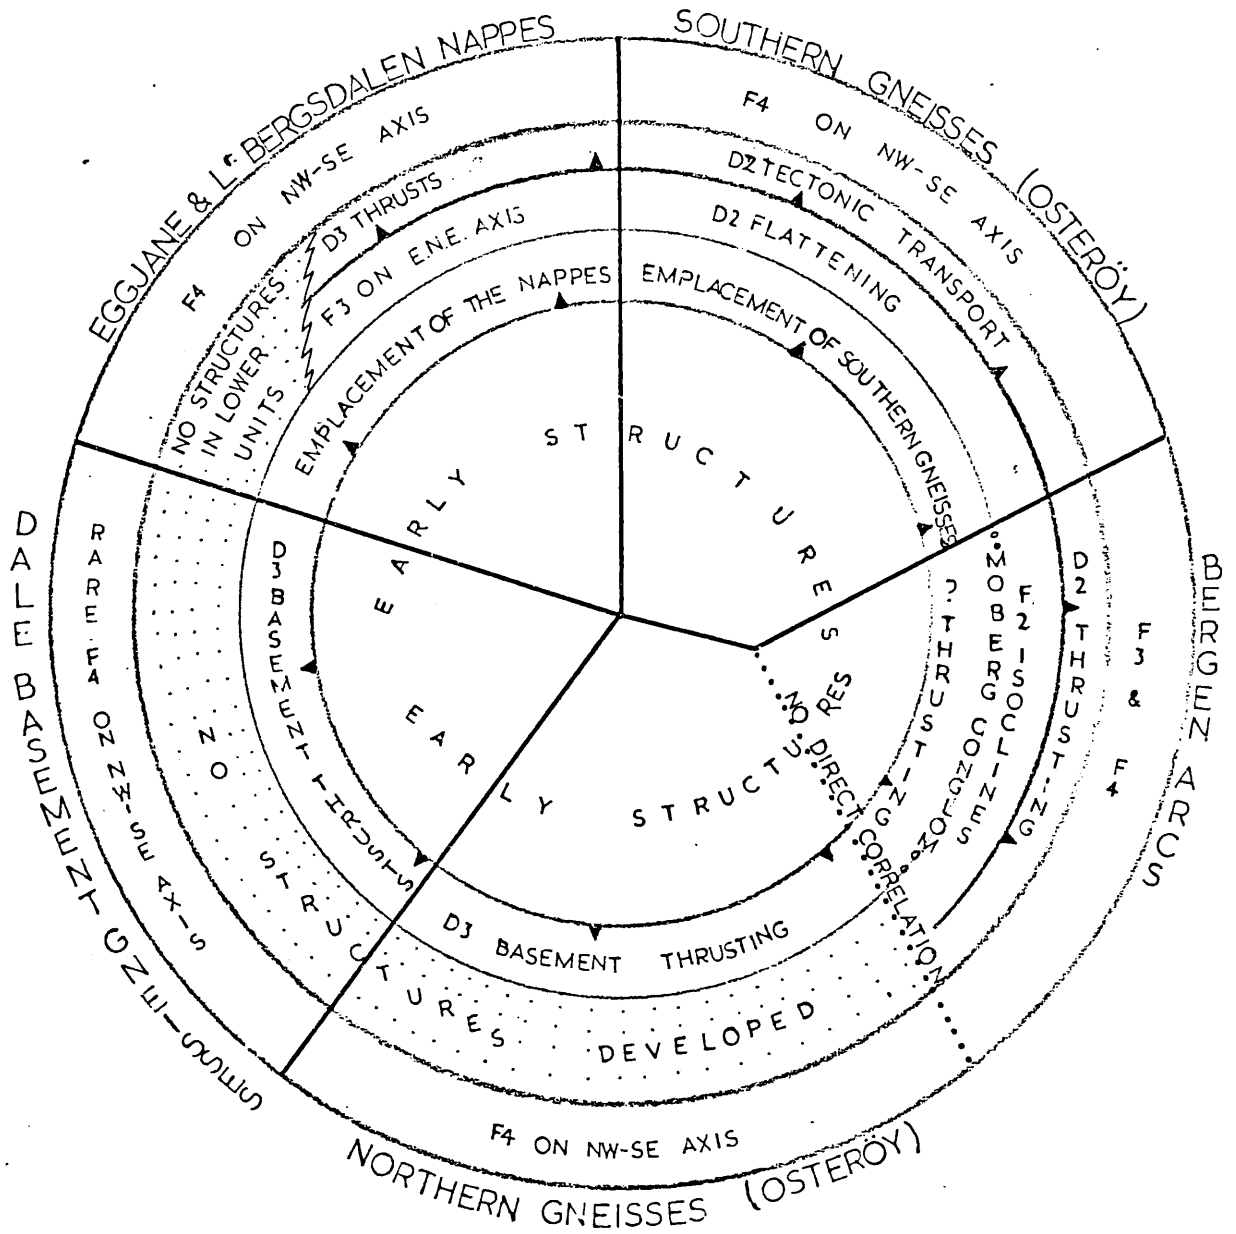 EGGJANE & Lr BERGSDALEN NAPPES
SOUTHERN GNEISSES (OSTERÖY)
BERGEN ARCS
NORTHERN GNEISSES (OSTERÖY)
DALE BASEMENT GNEISSES
F4 ON NW-SE AXIS
D3 THRUSTS
F3 ON E.N.E. AXIS
NO STRUCTURES
IN LOWER
UNITS
EMPLACEMENT OF THE NAPPES
F4 ON NW-SE AXIS
D2 TECTONIC TRANSPORT
D2 FLATTENING
EMPLACEMENT OF SOUTHERN GNEISSES
F3 & F4
D2 THRUSTING
F2 ISOCLINES
MOBERG CONGLOM
? THRUSTING
NO DIRECT CORRELATION
F4 ON NW-SE AXIS
D3 BASEMENT THRUSTING
RARE F4 ON NW-SE AXIS
NO STRUCTURES DEVELOPED
D3 BASEMENT THRUSTS
EARLY STRUCTURES
EARLY STRUCTURES